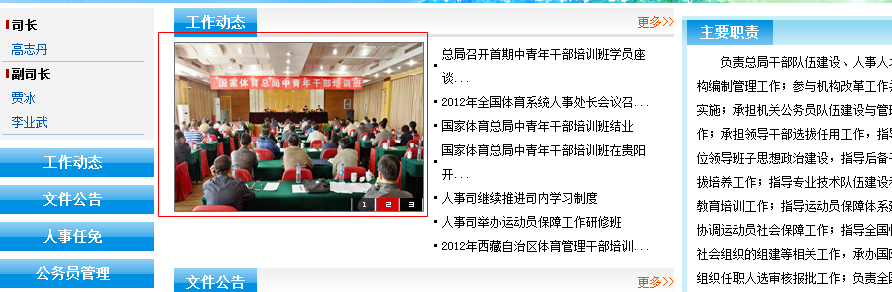 司长
高志丹
副司长
贾冰
李业武
工作动态
文件公告
人事任免
公务员管理
工作动态
更多>>
国家体育总局中青年干部培训班
1 2 3
总局召开首期中青年干部培训班学员座
谈...
2012年全国体育系统人事处长会议召...
国家体育总局中青年干部培训班结业
国家体育总局中青年干部培训班在贵阳
开...
人事司继续推进司内学习制度
人事司举办运动员保障工作研修班
2012年西藏自治区体育管理干部培训...
文件公告
更多>>
主要职责
负责总局干部队伍建设、人事人
构编制管理工作；参与机构改革工作
实施；承担机关公务员队伍建设与管
作；承担领导干部选拔任用工作，指
位领导班子思想政治建设，指导后备干
拔培养工作；指导专业技术队伍建设
教育培训工作；指导运动员保障体系
协调运动员社会保障工作；指导全国
社会组织的组建等相关工作，承办国
组织任职人选审核报批工作；负责全